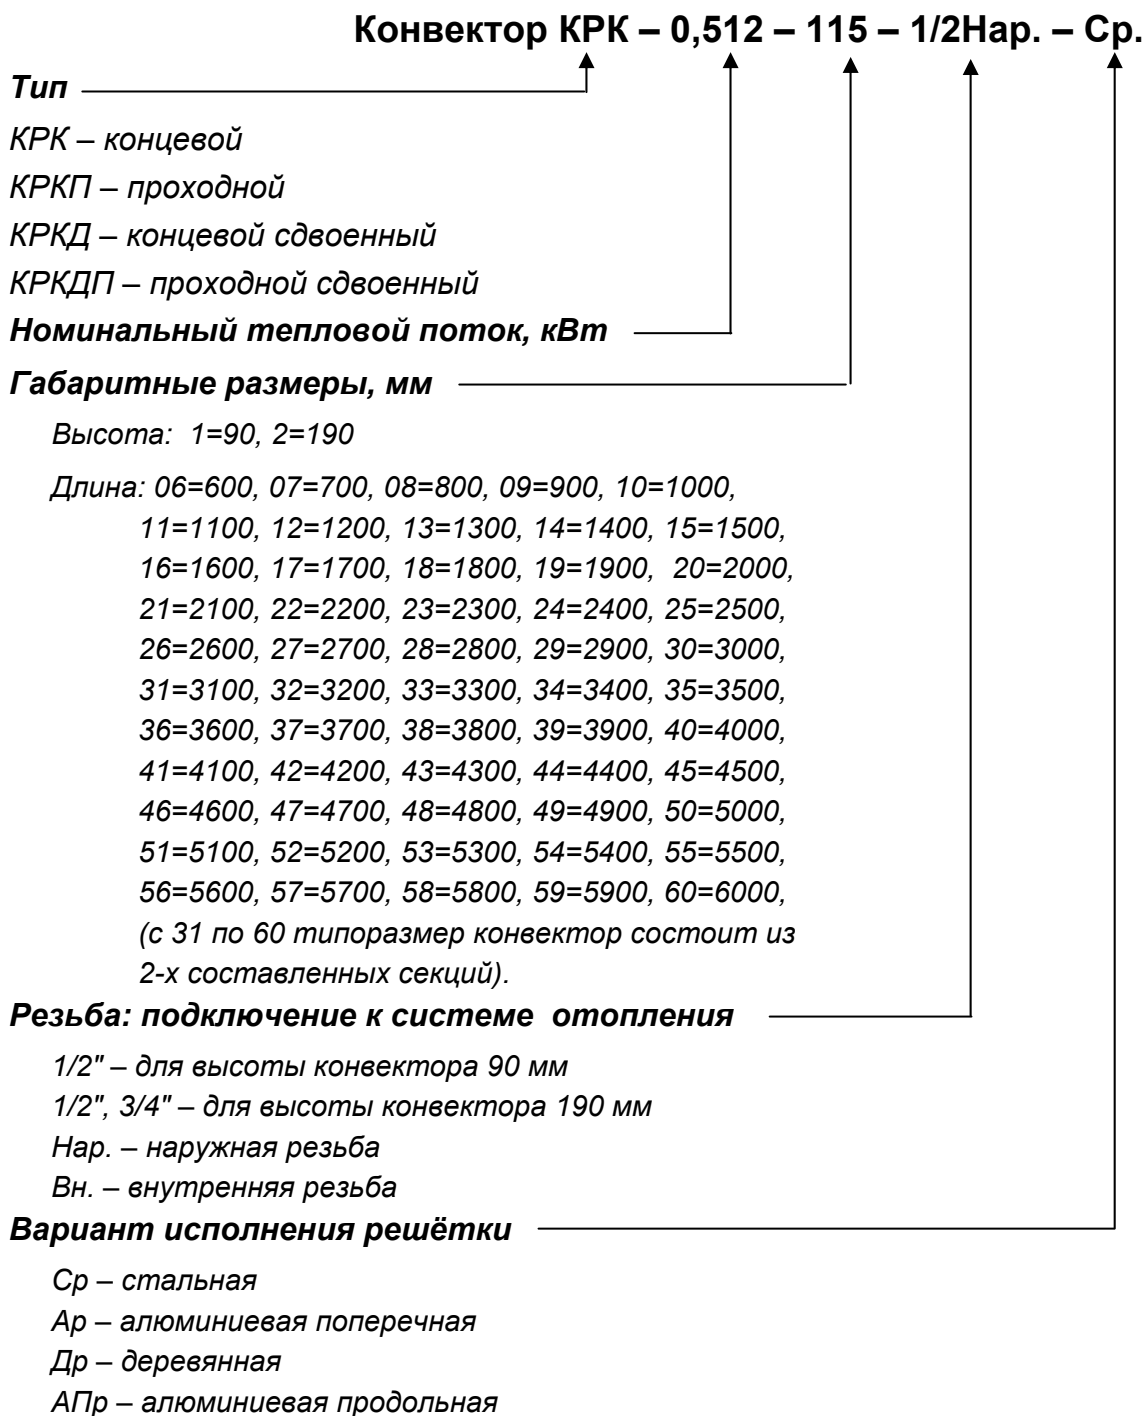 Конвектор КРК – 0,512 – 115 – 1/2Нар. – Ср.
Тип
КРК – концевой
КРКП – проходной
КРКД – концевой сдвоенный
КРКДП – проходной сдвоенный
Номинальный тепловой поток, кВт
Габаритные размеры, мм
Высота: 1=90, 2=190
Длина: 06=600, 07=700, 08=800, 09=900, 10=1000,
11=1100, 12=1200, 13=1300, 14=1400, 15=1500,
16=1600, 17=1700, 18=1800, 19=1900, 20=2000,
21=2100, 22=2200, 23=2300, 24=2400, 25=2500,
26=2600, 27=2700, 28=2800, 29=2900, 30=3000,
31=3100, 32=3200, 33=3300, 34=3400, 35=3500,
36=3600, 37=3700, 38=3800, 39=3900, 40=4000,
41=4100, 42=4200, 43=4300, 44=4400, 45=4500,
46=4600, 47=4700, 48=4800, 49=4900, 50=5000,
51=5100, 52=5200, 53=5300, 54=5400, 55=5500,
56=5600, 57=5700, 58=5800, 59=5900, 60=6000,
(с 31 по 60 типоразмер конвектор состоит из
2-х составленных секций).
Резьба: подключение к системе отопления
1/2" – для высоты конвектора 90 мм
1/2", 3/4" – для высоты конвектора 190 мм
Нар. – наружная резьба
Вн. – внутренняя резьба
Вариант исполнения решётки
Ср – стальная
Ар – алюминиевая поперечная
Др – деревянная
АПр – алюминиевая продольная